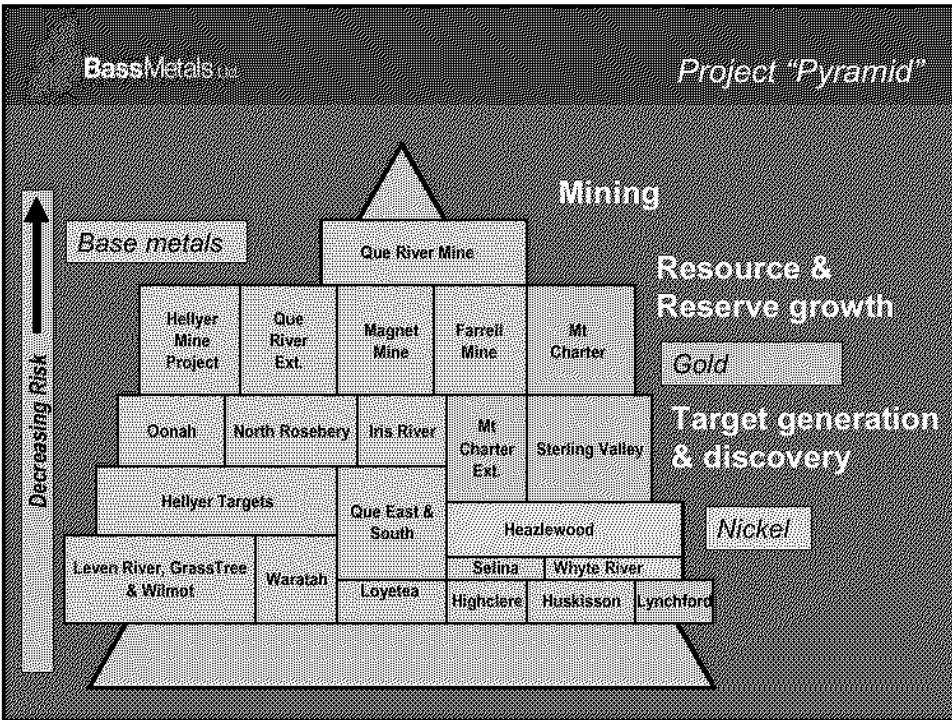 BassMetals Ltd.
Project "Pyramid"
Mining
Base metals
Que River Mine
Resource &
Reserve growth
Hellyer
Mine
Project
Que
River
Ext.
Magnet
Mine
Farrell
Mine
Mt
Charter
Gold
Decreasing Risk
Oonah
North Rosebery
Iris River
Mt
Charter
Ext.
Sterling Valley
Target generation
& discovery
Hellyer Targets
Que East &
South
Heazlewood
Nickel
Leven River, GrassTree
& Wilmot
Waratah
Selina
Whyte River
Loyetea
Highclere
Huskisson
Lynchford